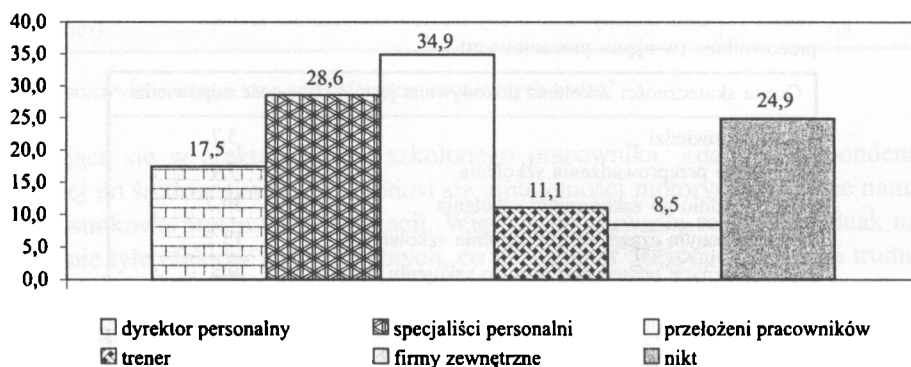 40,0
35,0
30,0
25,0
20,0
15,0
10,0
5,0
0,0
17,5
28,6
34,9
11,1
8,5
24,9
dyrektor personalny
specjaliści personalni
przełożeni pracowników
trener
firmy zewnętrzne
nikt